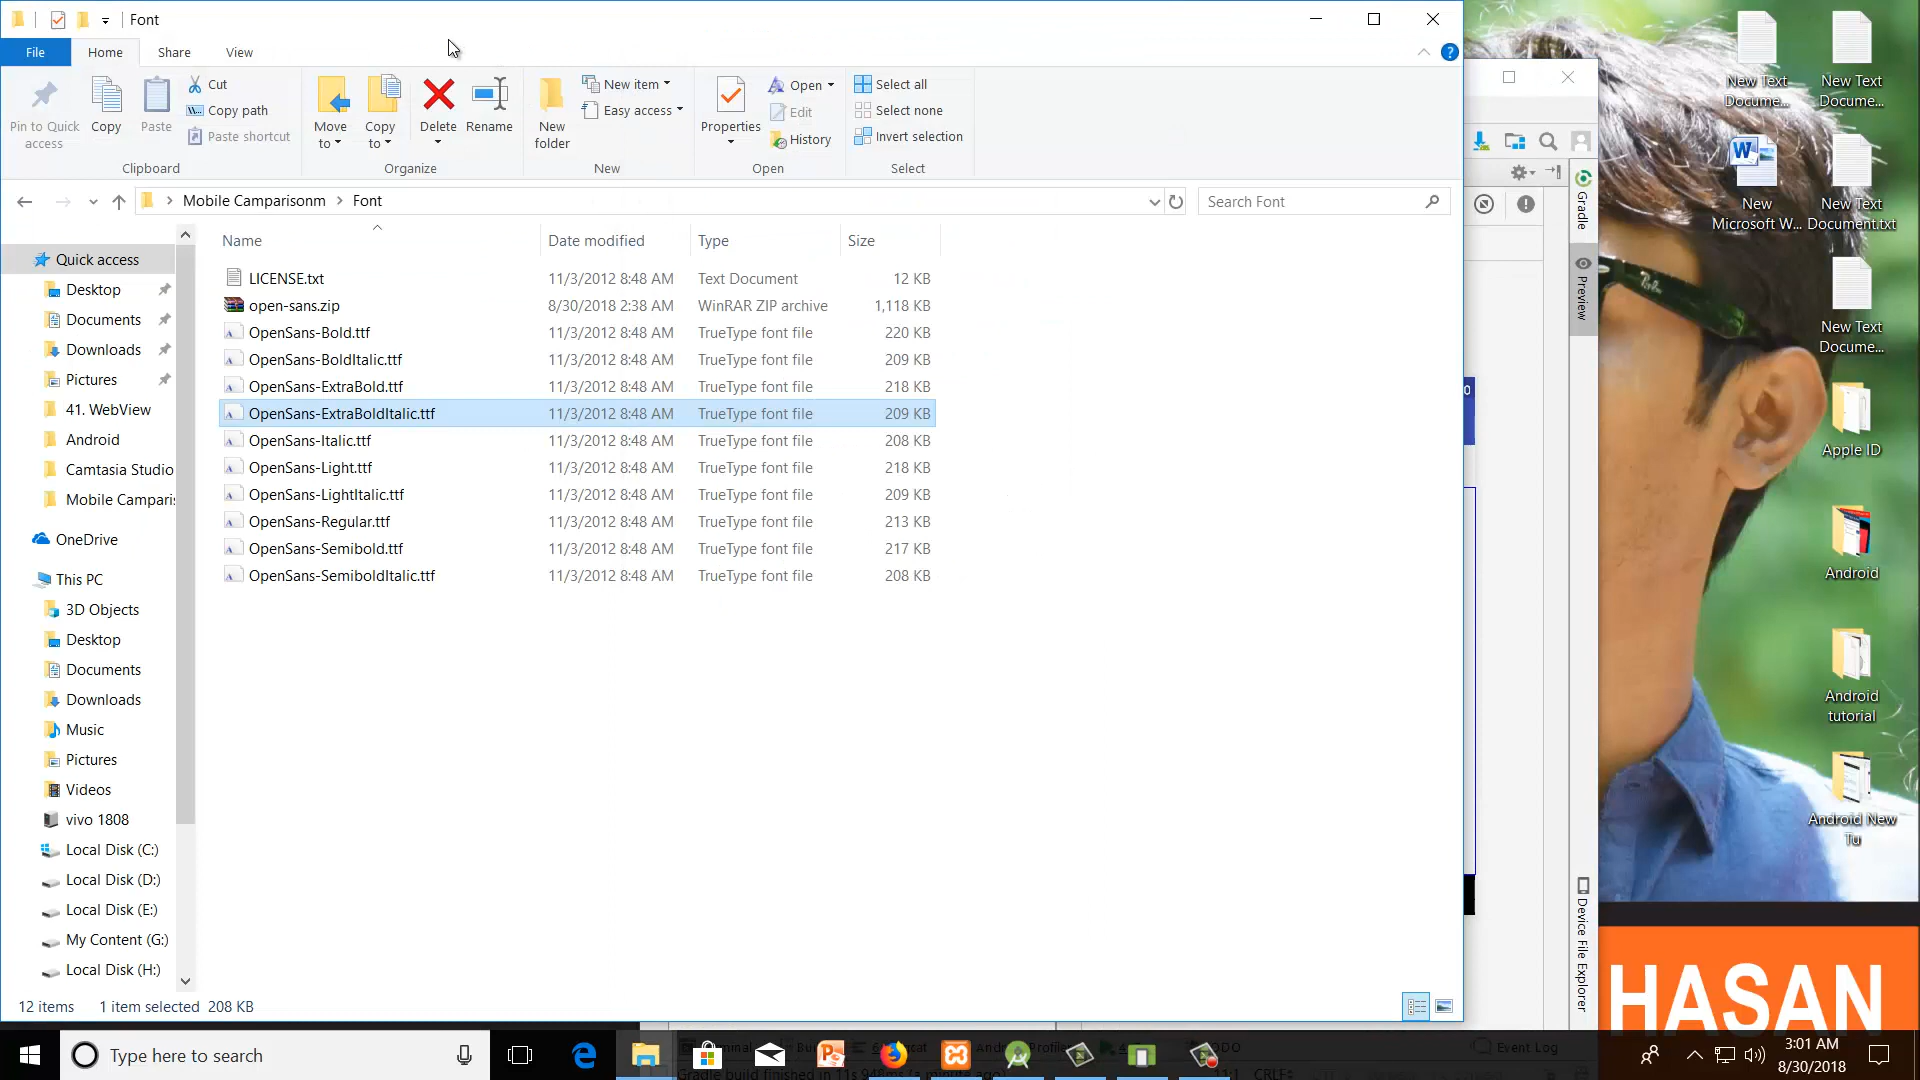 Font
File Home Share View
Pin to Quick access
Copy
Paste
Cut
Copy path
Paste shortcut
Clipboard
Move to
Copy to
Delete
Rename
Organize
New folder
New item
Easy access
New
Properties
Open
Edit
History
Open
Select all
Select none
Invert selection
Select
Mobile Camparisonm > Font
Search Font
Name Date modified Type Size
LICENSE.txt 11/3/2012 8:48 AM Text Document 12 KB
open-sans.zip 8/30/2018 2:38 AM WinRAR ZIP archive 1,118 KB
OpenSans-Bold.ttf 11/3/2012 8:48 AM TrueType font file 220 KB
OpenSans-BoldItalic.ttf 11/3/2012 8:48 AM TrueType font file 209 KB
OpenSans-ExtraBold.ttf 11/3/2012 8:48 AM TrueType font file 218 KB
OpenSans-ExtraBoldItalic.ttf 11/3/2012 8:48 AM TrueType font file 209 KB
OpenSans-Italic.ttf 11/3/2012 8:48 AM TrueType font file 208 KB
OpenSans-Light.ttf 11/3/2012 8:48 AM TrueType font file 218 KB
OpenSans-LightItalic.ttf 11/3/2012 8:48 AM TrueType font file 209 KB
OpenSans-Regular.ttf 11/3/2012 8:48 AM TrueType font file 213 KB
OpenSans-Semibold.ttf 11/3/2012 8:48 AM TrueType font file 217 KB
OpenSans-SemiboldItalic.ttf 11/3/2012 8:48 AM TrueType font file 208 KB
Quick access
Desktop
Documents
Downloads
Pictures
41. WebView
Android
Camtasia Studio
Mobile Camparis
OneDrive
This PC
3D Objects
Desktop
Documents
Downloads
Music
Pictures
Videos
vivo 1808
Local Disk (C:)
Local Disk (D:)
Local Disk (E:)
My Content (G:)
Local Disk (H:)
12 items 1 item selected 208 KB
Gradle
Preview
Device File Explorer
New Text Docume...
New Text Docume...
New Microsoft W...
New Text Document.txt
New Text Docume...
Apple ID
Android
Android tutorial
Android New Tu
HASAN
Event Log
Type here to search
3:01 AM
8/30/2018